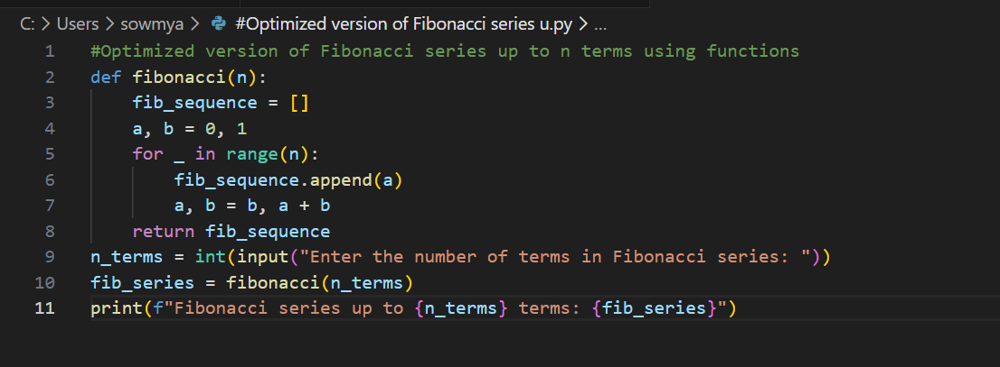 C: > Users > sowmya > #Optimized version of Fibonacci series u.py > ...
1 #Optimized version of Fibonacci series up to n terms using functions
2 def fibonacci(n):
3     fib_sequence = []
4     a, b = 0, 1
5     for _ in range(n):
6         fib_sequence.append(a)
7         a, b = b, a + b
8     return fib_sequence
9 n_terms = int(input("Enter the number of terms in Fibonacci series: "))
10 fib_series = fibonacci(n_terms)
11 print(f"Fibonacci series up to {n_terms} terms: {fib_series}")